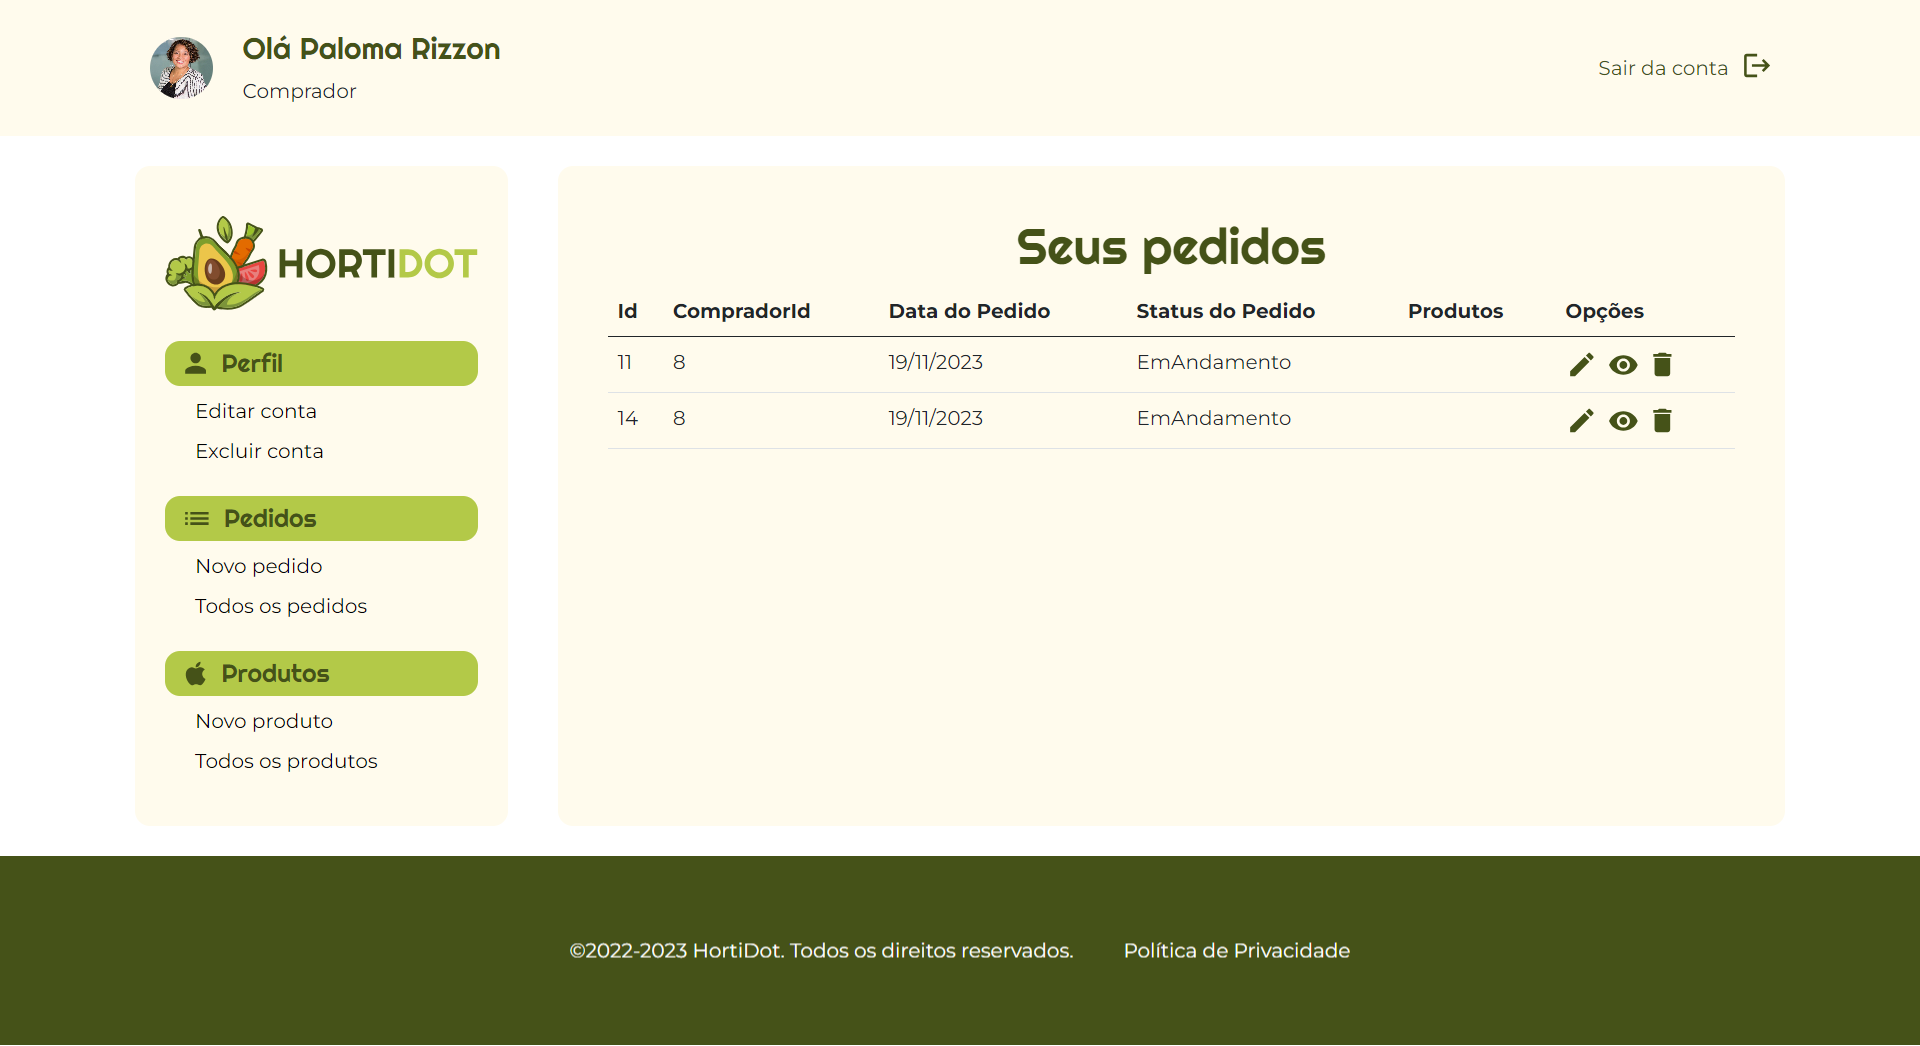 Olá Paloma Rizzon
Comprador
Sair da conta
HORTIDOT
Perfil
Editar conta
Excluir conta
Pedidos
Novo pedido
Todos os pedidos
Produtos
Novo produto
Todos os produtos
Seus pedidos
Id CompradorId Data do Pedido Status do Pedido Produtos Opções
11 8 19/11/2023 EmAndamento
14 8 19/11/2023 EmAndamento
©2022-2023 HortiDot. Todos os direitos reservados. Política de Privacidade